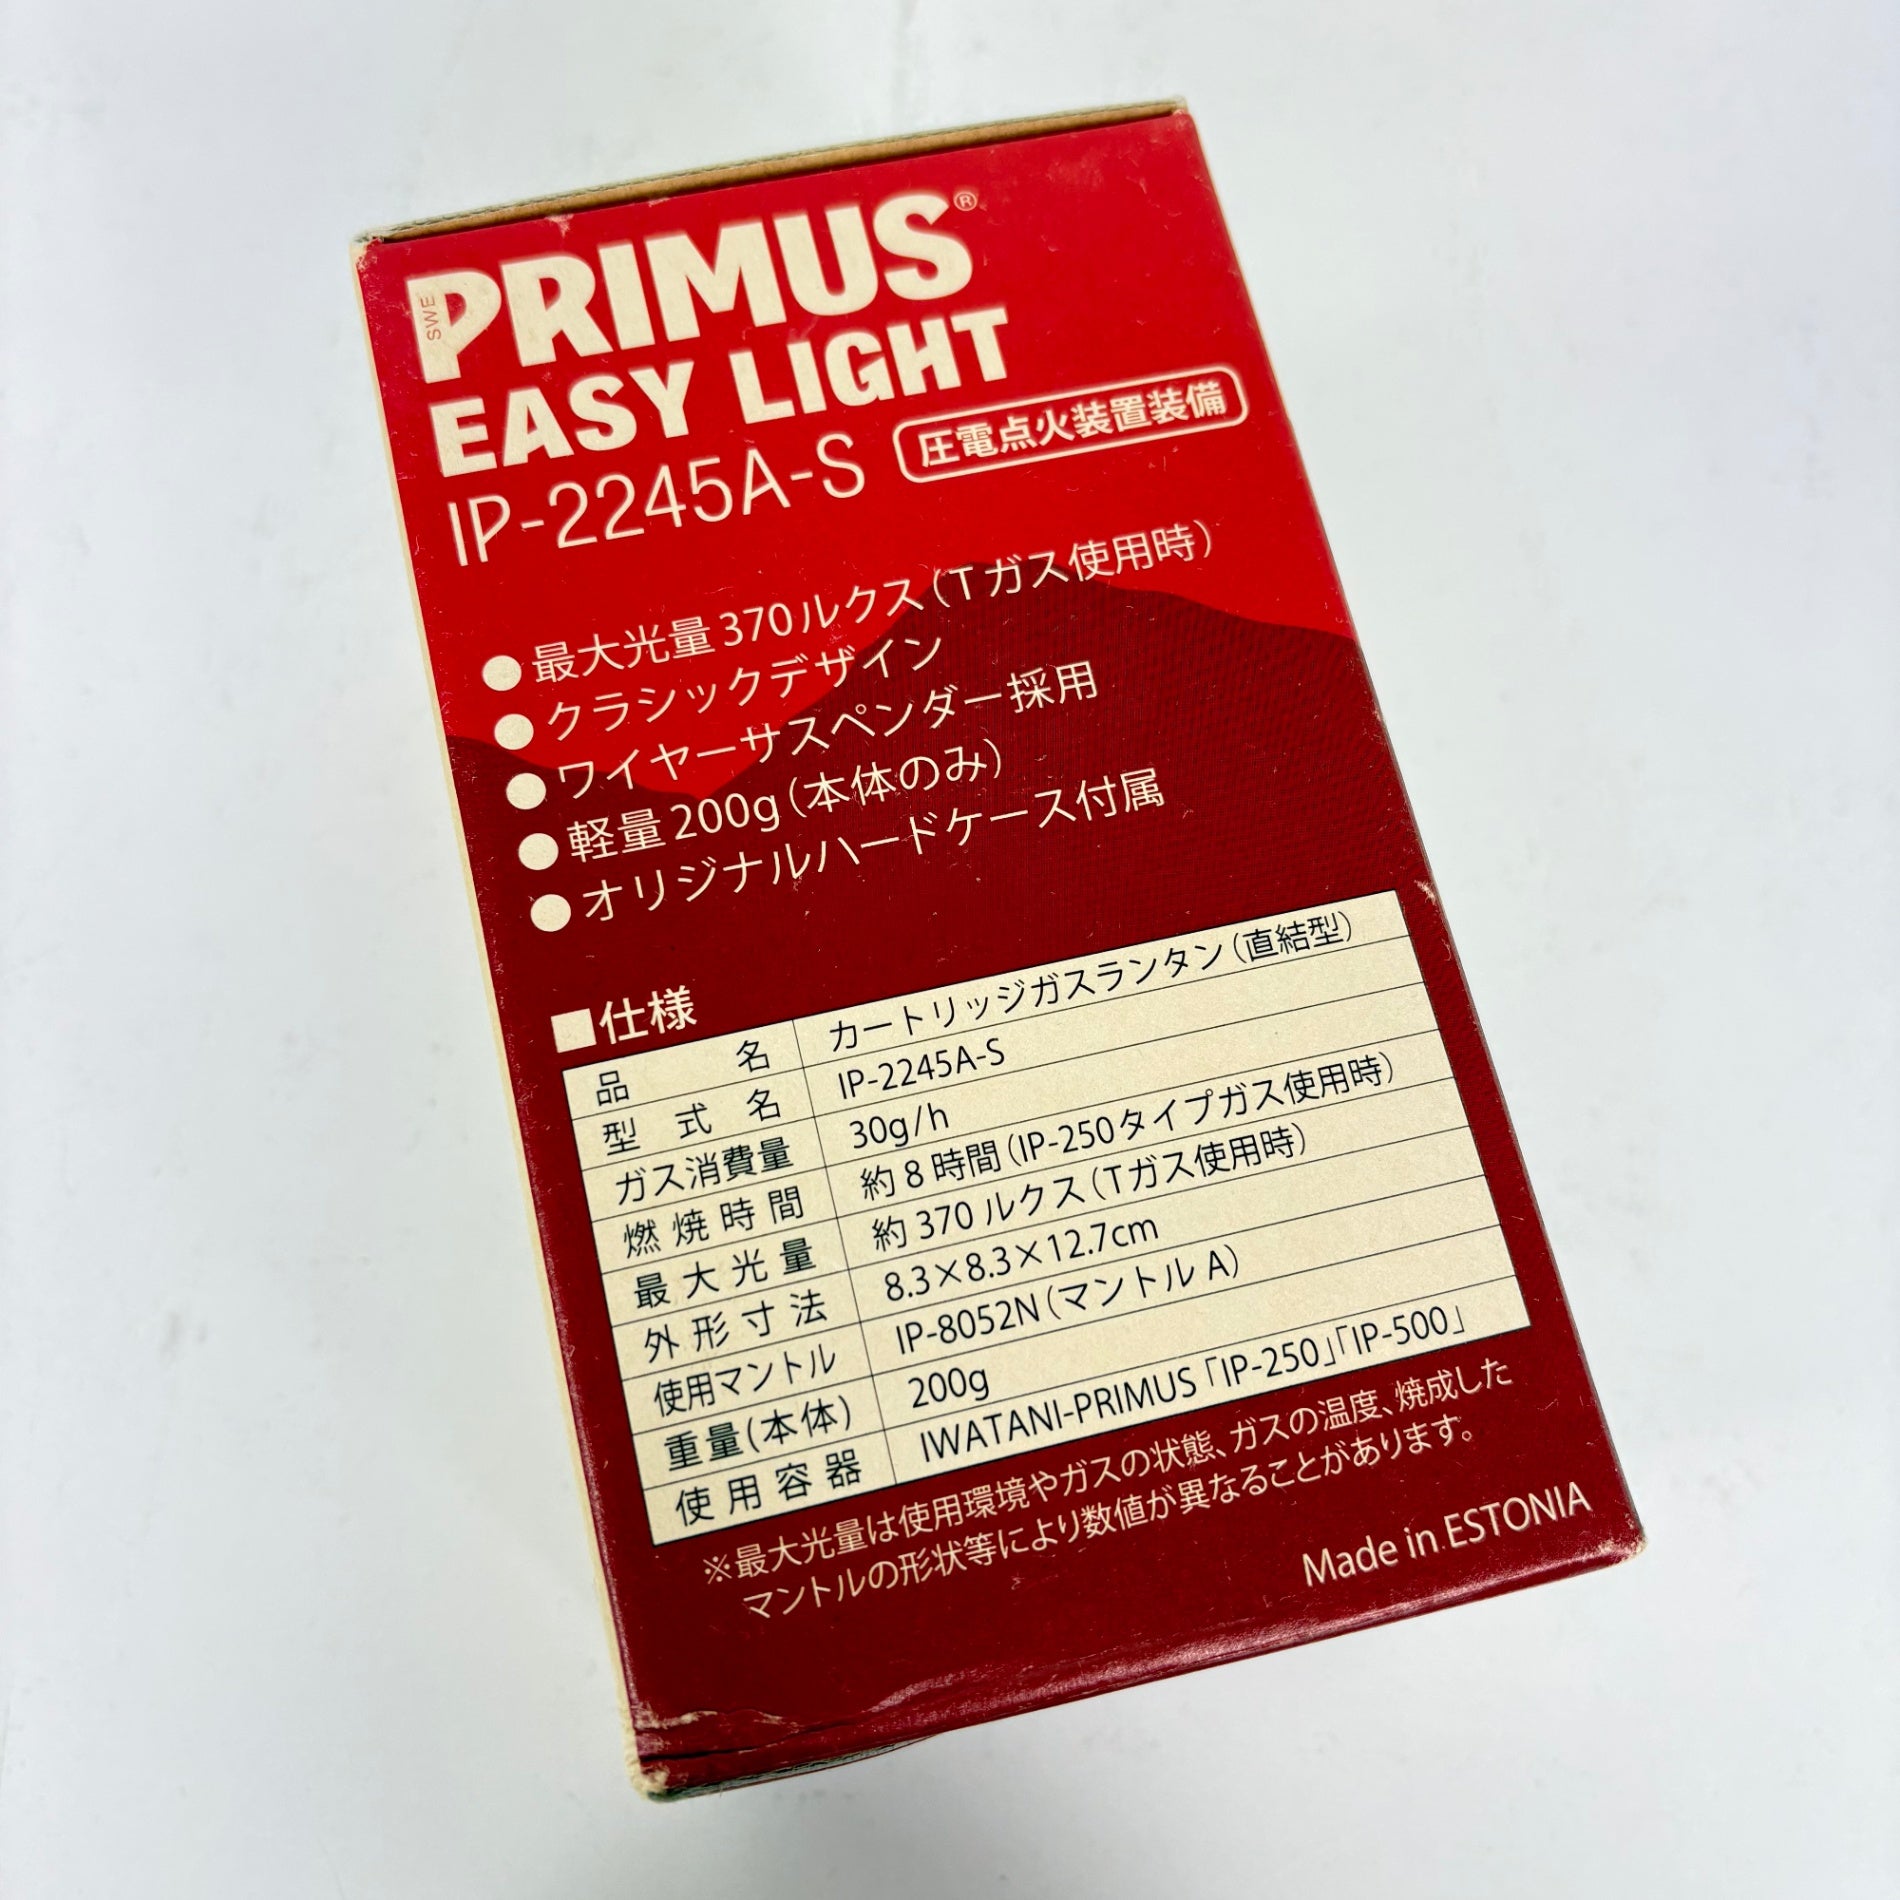 PRIMUS®
SWE
EASY LIGHT
IP-2245A-S 圧電点火装置装備
●最大光量370ルクス(Tガス使用時)
●クラシックデザイン
●ワイヤーサスペンダー採用
●軽量200g(本体のみ)
●オリジナルハードケース付属
■仕様
品名 カートリッジガスランタン(直結型)
型式名 IP-2245A-S
ガス消費量 30g/h
燃焼時間 約8時間(IP-250タイプガス使用時)
最大光量 約370ルクス(Tガス使用時)
外形寸法 8.3×8.3×12.7cm
使用マントル IP-8052N(マントルA)
重量(本体) 200g
使用容器 IWATANI-PRIMUS「IP-250」「IP-500」
※最大光量は使用環境やガスの状態、ガスの温度、焼成した
マントルの形状等により数値が異なることがあります。
Made in ESTONIA